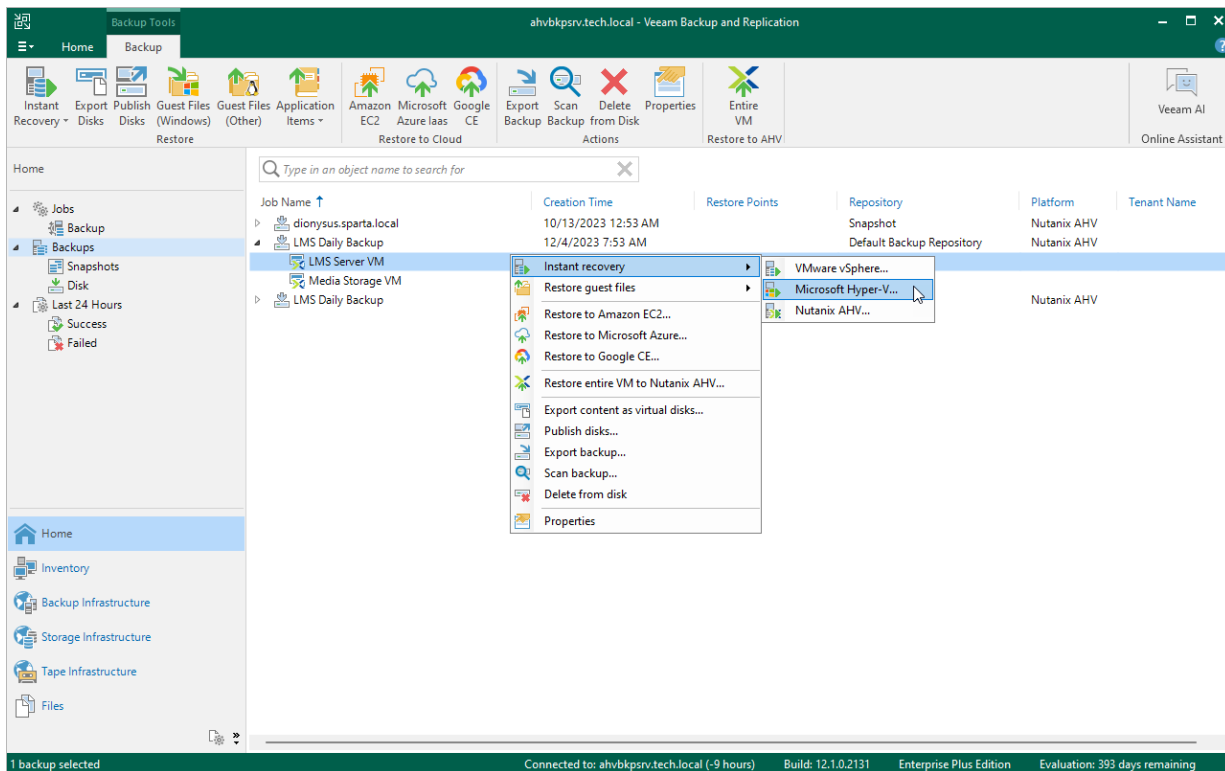 Backup Tools
ahvbkpsrv.tech.local - Veeam Backup and Replication
Home Backup
Instant Recovery
Export Disks
Publish Disks
Guest Files (Windows)
Guest Files (Other)
Application Items
Restore
Amazon EC2
Microsoft Azure Iaas
Google CE
Restore to Cloud
Export Backup
Scan Backup
Delete from Disk
Properties
Actions
Entire VM
Restore to AHV
Veeam AI
Online Assistant
Home
Type in an object name to search for
Jobs
Backup
Backups
Snapshots
Disk
Last 24 Hours
Success
Failed
Job Name Creation Time Restore Points Repository Platform Tenant Name
dionysus.sparta.local 10/13/2023 12:53 AM Snapshot Nutanix AHV
LMS Daily Backup 12/4/2023 7:53 AM Default Backup Repository Nutanix AHV
LMS Server VM
Media Storage VM
LMS Daily Backup Nutanix AHV
Instant recovery
Restore guest files
Restore to Amazon EC2...
Restore to Microsoft Azure...
Restore to Google CE...
Restore entire VM to Nutanix AHV...
Export content as virtual disks...
Publish disks...
Export backup...
Scan backup...
Delete from disk
Properties
VMware vSphere...
Microsoft Hyper-V...
Nutanix AHV...
Home
Inventory
Backup Infrastructure
Storage Infrastructure
Tape Infrastructure
Files
1 backup selected Connected to: ahvbkpsrv.tech.local (-9 hours) Build: 12.1.0.2131 Enterprise Plus Edition Evaluation: 393 days remaining